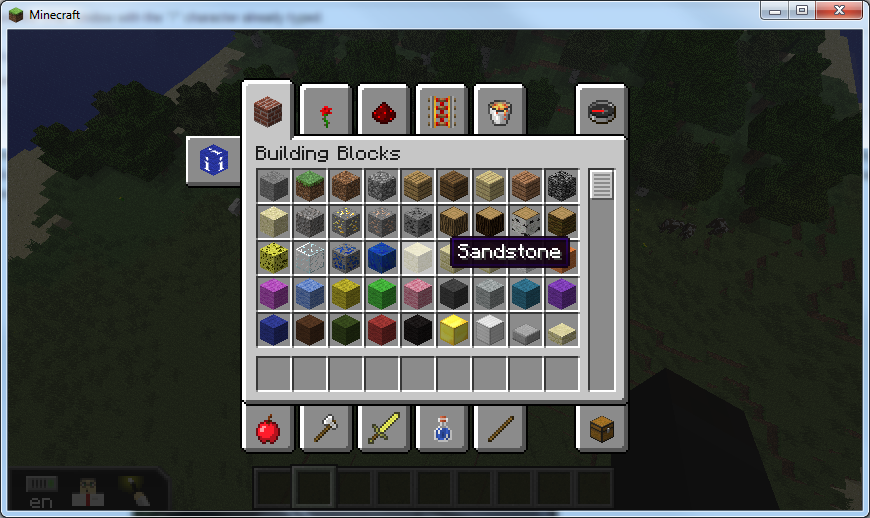 Minecraft
Building Blocks
Sandstone
en